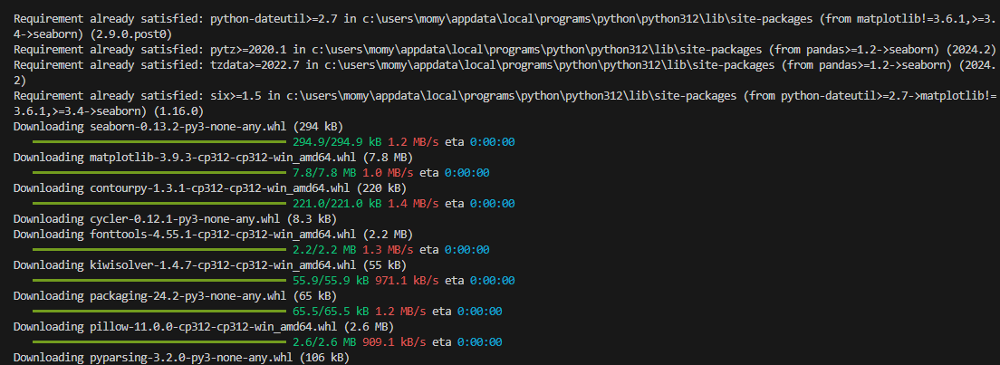 Requirement already satisfied: python-dateutil>=2.7 in c:\users\momy\appdata\local\programs\python\python312\lib\site-packages (from matplotlib!=3.6.1,>=3.
4->seaborn) (2.9.0.post0)
Requirement already satisfied: pytz>=2020.1 in c:\users\momy\appdata\local\programs\python\python312\lib\site-packages (from pandas>=1.2->seaborn) (2024.2)
Requirement already satisfied: tzdata>=2022.7 in c:\users\momy\appdata\local\programs\python\python312\lib\site-packages (from pandas>=1.2->seaborn) (2024.
2)
Requirement already satisfied: six>=1.5 in c:\users\momy\appdata\local\programs\python\python312\lib\site-packages (from python-dateutil>=2.7->matplotlib!=
3.6.1,>=3.4->seaborn) (1.16.0)
Downloading seaborn-0.13.2-py3-none-any.whl (294 kB)
294.9/294.9 kB 1.2 MB/s eta 0:00:00
Downloading matplotlib-3.9.3-cp312-cp312-win_amd64.whl (7.8 MB)
7.8/7.8 MB 1.0 MB/s eta 0:00:00
Downloading contourpy-1.3.1-cp312-cp312-win_amd64.whl (220 kB)
221.0/221.0 kB 1.4 MB/s eta 0:00:00
Downloading cycler-0.12.1-py3-none-any.whl (8.3 kB)
Downloading fonttools-4.55.1-cp312-cp312-win_amd64.whl (2.2 MB)
2.2/2.2 MB 1.3 MB/s eta 0:00:00
Downloading kiwisolver-1.4.7-cp312-cp312-win_amd64.whl (55 kB)
55.9/55.9 kB 971.1 kB/s eta 0:00:00
Downloading packaging-24.2-py3-none-any.whl (65 kB)
65.5/65.5 kB 1.2 MB/s eta 0:00:00
Downloading pillow-11.0.0-cp312-cp312-win_amd64.whl (2.6 MB)
2.6/2.6 MB 909.1 kB/s eta 0:00:00
Downloading pyparsing-3.2.0-py3-none-any.whl (106 kB)